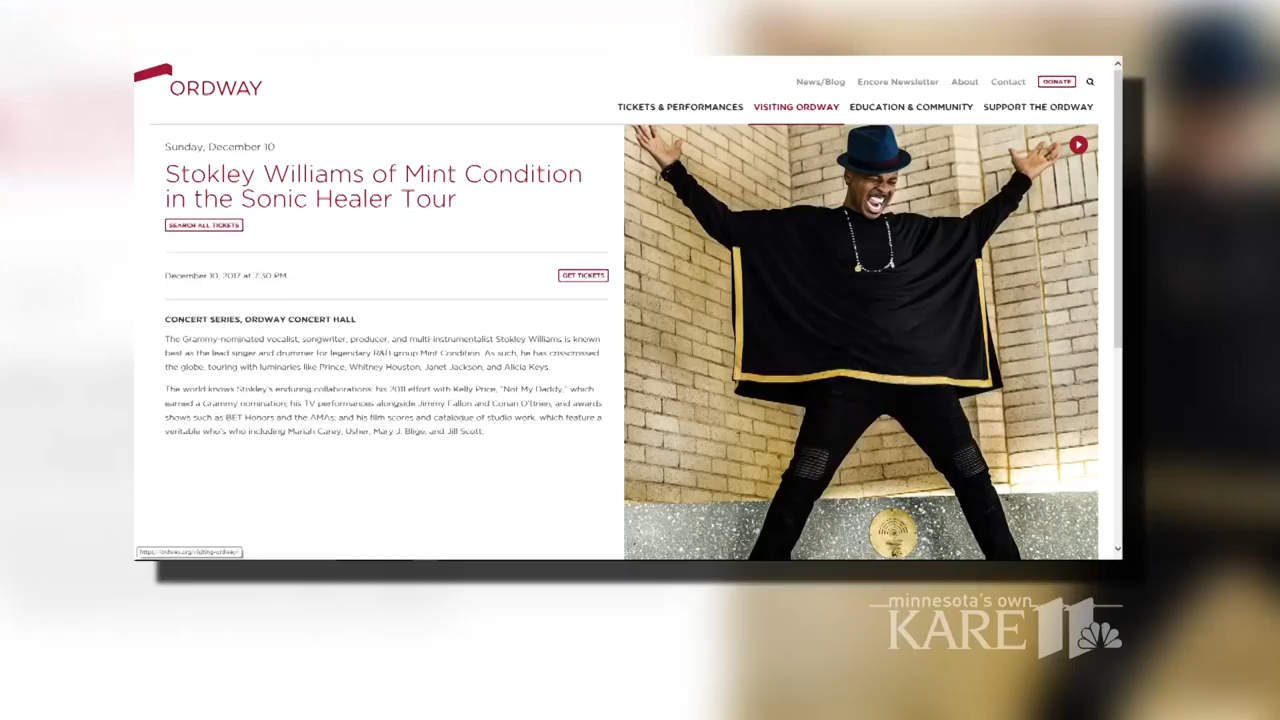 ORDWAY
News/Blog Encore Newsletter About Contact DONATE
TICKETS & PERFORMANCES VISITING ORDWAY EDUCATION & COMMUNITY SUPPORT THE ORDWAY
Sunday, December 10
Stokley Williams of Mint Condition
in the Sonic Healer Tour
SEARCH ALL TICKETS
December 10, 2017 at 7:30 PM
GET TICKETS
CONCERT SERIES, ORDWAY CONCERT HALL
The Grammy-nominated vocalist, songwriter, producer, and multi-instrumentalist Stokley Williams is known
best as the lead singer and drummer for legendary R&B group Mint Condition. As such, he has crisscrossed
the globe, touring with luminaries like Prince, Whitney Houston, Janet Jackson, and Alicia Keys.
The world knows Stokley's enduring collaborations: his 2011 effort with Kelly Price, "Not My Daddy," which
earned a Grammy nomination; his TV performances alongside Jimmy Fallon and Conan O'Brien, and awards
shows such as BET Honors and the AMAs; and his film scores and catalogue of studio work, which feature a
veritable who's who including Mariah Carey, Usher, Mary J. Blige, and Jill Scott.
https://ordway.org/visiting-ordway/
minnesota's own
KARE 11